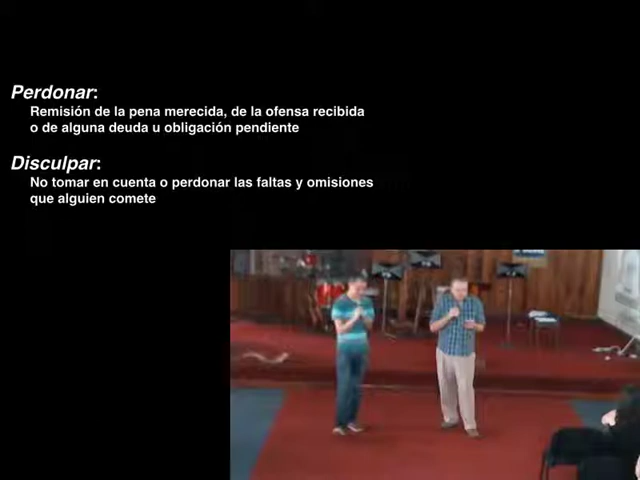 Perdonar:
Remisión de la pena merecida, de la ofensa recibida
o de alguna deuda u obligación pendiente
Disculpar:
No tomar en cuenta o perdonar las faltas y omisiones
que alguien comete